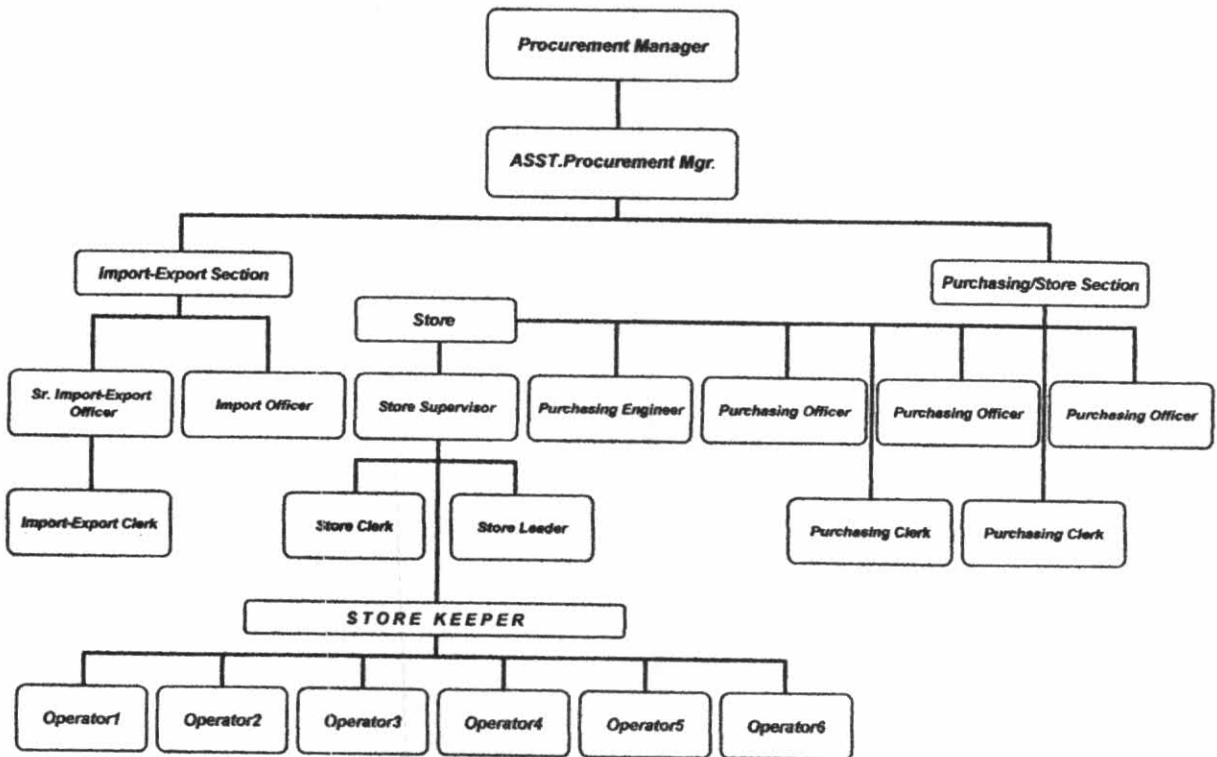 Procurement Manager
ASST.Procurement Mgr.
Import-Export Section
Purchasing/Store Section
Store
Sr. Import-Export
Officer
Import Officer
Store Supervisor
Purchasing Engineer
Purchasing Officer
Purchasing Officer
Purchasing Officer
Import-Export Clerk
Store Clerk
Store Leader
Purchasing Clerk
Purchasing Clerk
STORE KEEPER
Operator1
Operator2
Operator3
Operator4
Operator5
Operator6